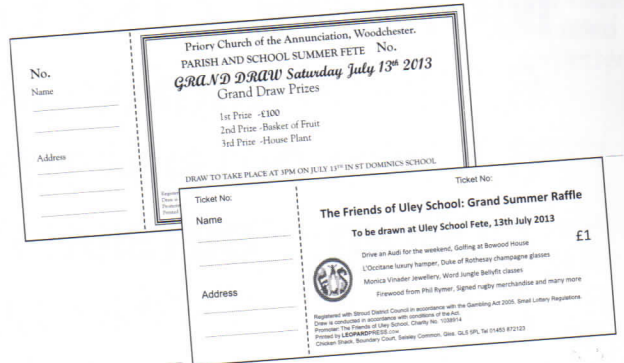 No.
Name
Address
Priory Church of the Annunciation, Woodchester.
PARISH AND SCHOOL SUMMER FETE No.
GRAND DRAW Saturday July 13th 2013
Grand Draw Prizes
1st Prize -£100
2nd Prize -Basket of Fruit
3rd Prize -House Plant
DRAW TO TAKE PLACE AT 3PM ON JULY 13TH IN ST DOMINICS SCHOOL
Ticket No:
Name
Address
Ticket No:
The Friends of Uley School: Grand Summer Raffle
To be drawn at Uley School Fete, 13th July 2013
£1
Drive an Audi for the weekend, Golfing at Bowood House
L'Occitane luxury hamper, Duke of Rothesay champagne glasses
Monica Vinader Jewellery, Word Jungle Bellyfit classes
Firewood from Phil Rymer, Signed rugby merchandise and many more
Registered with Stroud District Council in accordance with the Gambling Act 2005, Small Lottery Regulations.
Draw is conducted in accordance with conditions of the Act.
Promoter: The Friends of Uley School, Charity No. 1038914
Printed by LEOPARDPRESS.COM
Chicken Shack, Boundary Court, Selsley Common, Glos, GL5 5PL Tel 01453 872123